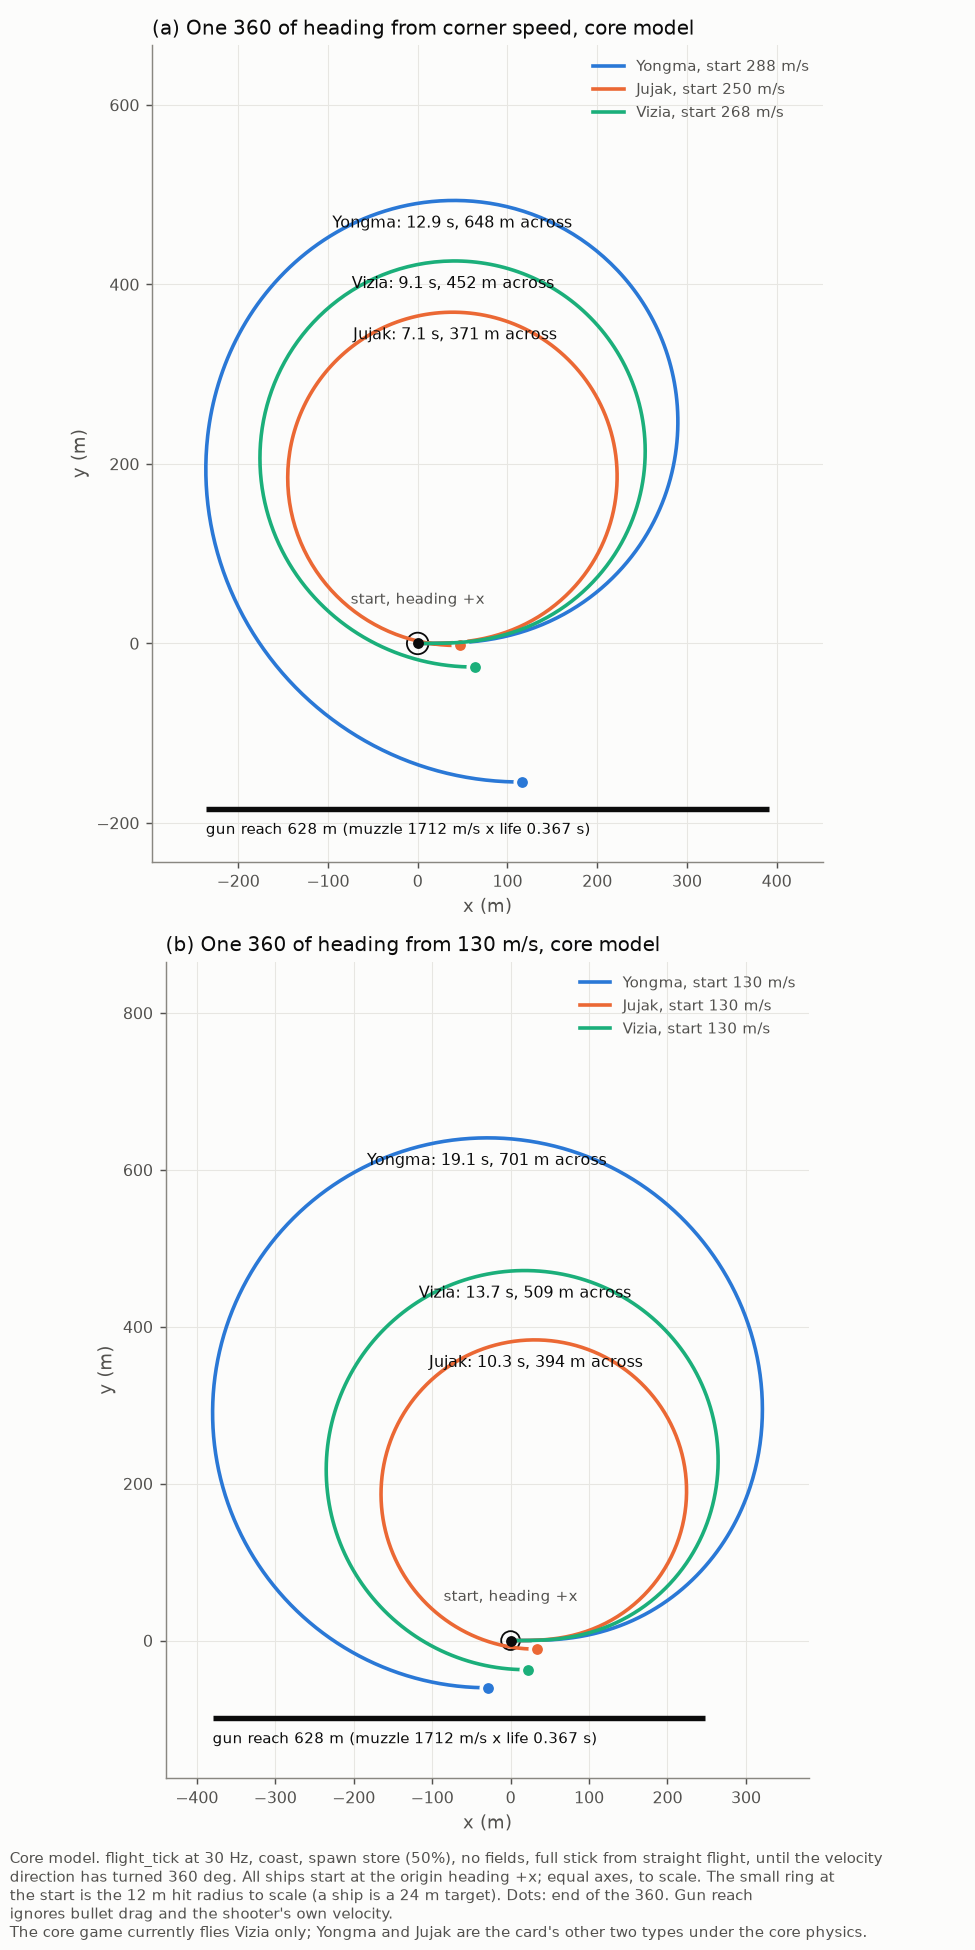 (a) One 360 of heading from corner speed, core model
Yongma, start 288 m/s
Jujak, start 250 m/s
Vizia, start 268 m/s
600
400
200
0
−200
y (m)
Yongma: 12.9 s, 648 m across
Vizia: 9.1 s, 452 m across
Jujak: 7.1 s, 371 m across
start, heading +x
gun reach 628 m (muzzle 1712 m/s x life 0.367 s)
−200 −100 0 100 200 300 400
x (m)
(b) One 360 of heading from 130 m/s, core model
Yongma, start 130 m/s
Jujak, start 130 m/s
Vizia, start 130 m/s
800
600
400
200
0
y (m)
Yongma: 19.1 s, 701 m across
Vizia: 13.7 s, 509 m across
Jujak: 10.3 s, 394 m across
start, heading +x
gun reach 628 m (muzzle 1712 m/s x life 0.367 s)
−400 −300 −200 −100 0 100 200 300
x (m)
Core model. flight_tick at 30 Hz, coast, spawn store (50%), no fields, full stick from straight flight, until the velocity
direction has turned 360 deg. All ships start at the origin heading +x; equal axes, to scale. The small ring at
the start is the 12 m hit radius to scale (a ship is a 24 m target). Dots: end of the 360. Gun reach
ignores bullet drag and the shooter's own velocity.
The core game currently flies Vizia only; Yongma and Jujak are the card's other two types under the core physics.